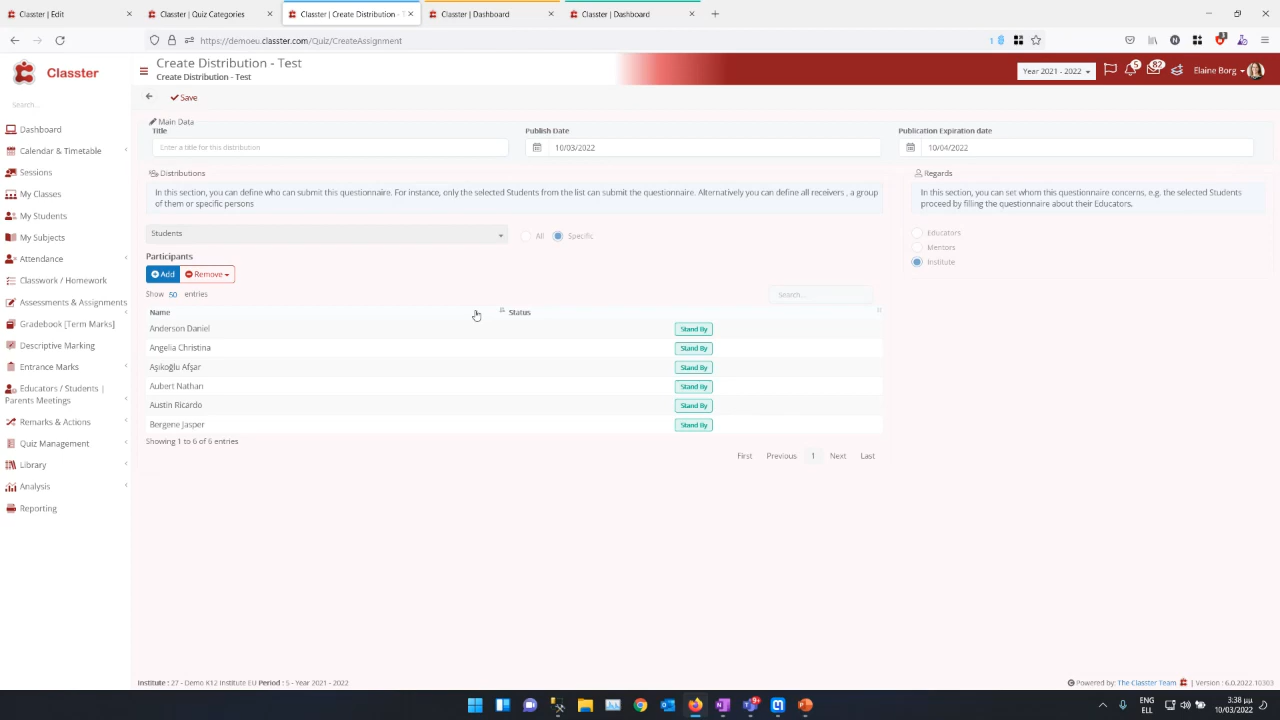 Classter | Edit
Classter | Quiz Categories
Classter | Create Distribution - T
Classter | Dashboard
Classter | Dashboard
https://demoeu.classter.com/Quiz/CreateAssignment
1
3
Classter
Create Distribution - Test
Create Distribution - Test
Year 2021 - 2022
5
82
Elaine Borg
Search...
Save
Dashboard
Calendar & Timetable
Sessions
My Classes
My Students
My Subjects
Attendance
Classwork / Homework
Assessments & Assignments
Gradebook [Term Marks]
Descriptive Marking
Entrance Marks
Educators / Students |
Parents Meetings
Remarks & Actions
Quiz Management
Library
Analysis
Reporting
Main Data
Title
Publish Date
Publication Expiration date
Enter a title for this distribution
10/03/2022
10/04/2022
Distributions
Regards
In this section, you can define who can submit this questionnaire. For instance, only the selected Students from the list can submit the questionnaire. Alternatively you can define all receivers , a group
of them or specific persons
In this section, you can set whom this questionnaire concerns, e.g. the selected Students
proceed by filling the questionnaire about their Educators.
Students
All
Specific
Educators
Mentors
Institute
Participants
Add
Remove
Show 50 entries
Search...
Name
Status
Anderson Daniel
Stand By
Angelia Christina
Stand By
Aşıkoğlu Afşar
Stand By
Aubert Nathan
Stand By
Austin Ricardo
Stand By
Bergene Jasper
Stand By
Showing 1 to 6 of 6 entries
First
Previous
1
Next
Last
Institute : 27 - Demo K12 Institute EU Period : 5 - Year 2021 - 2022
Powered by: The Classter Team | Version : 6.0.2022.10303
ENG
EL
3:38 μμ
10/03/2022